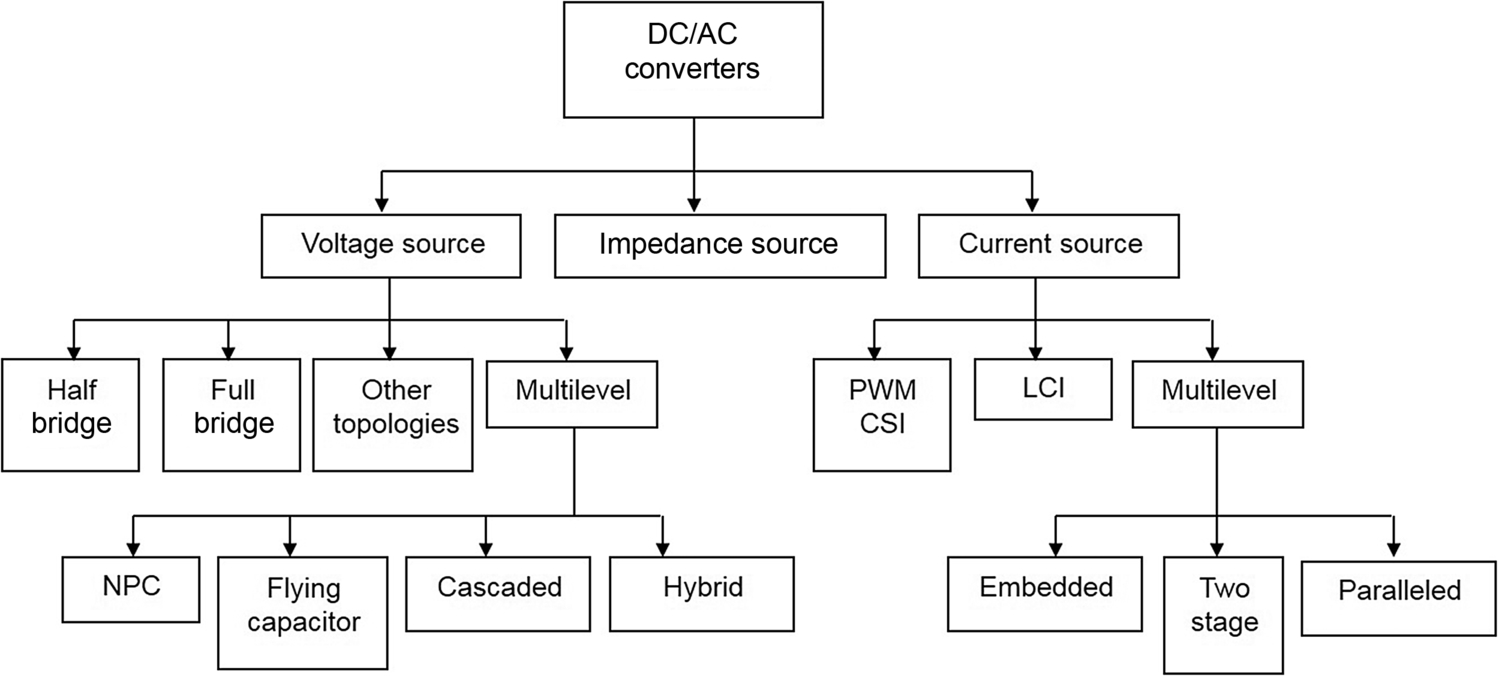 DC/AC
converters
Voltage source
Impedance source
Current source
Half
bridge
Full
bridge
Other
topologies
Multilevel
PWM
CSI
LCI
Multilevel
NPC
Flying
capacitor
Cascaded
Hybrid
Embedded
Two
stage
Paralleled